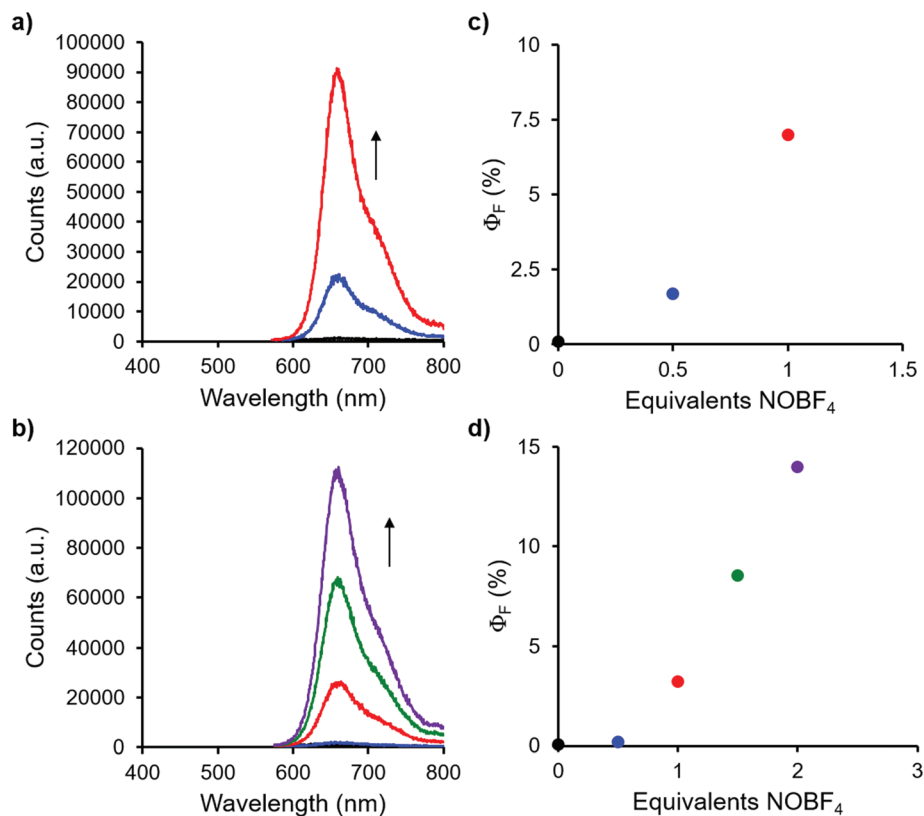 a)
100000
90000
80000
70000
60000
50000
40000
30000
20000
10000
0
400 500 600 700 800
Counts (a.u.)
Wavelength (nm)
c)
10
7.5
5
2.5
0
0 0.5 1 1.5
ΦF (%)
Equivalents NOBF4
b)
120000
100000
80000
60000
40000
20000
0
400 500 600 700 800
Counts (a.u.)
Wavelength (nm)
d)
15
10
5
0
0 1 2 3
ΦF (%)
Equivalents NOBF4